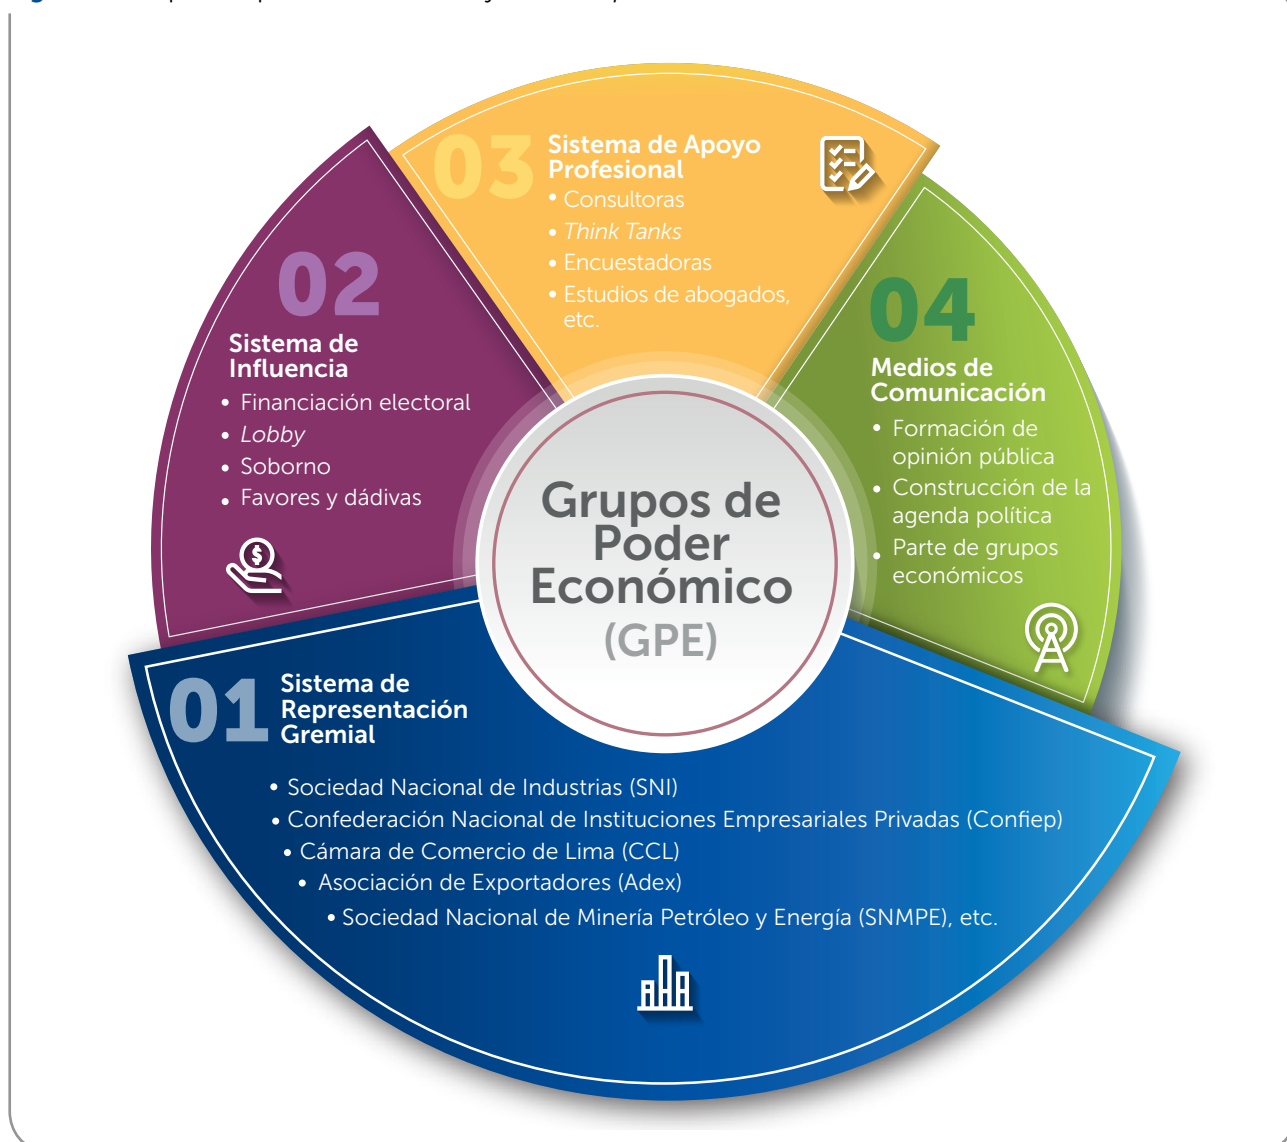 03
Sistema de Apoyo
Profesional
• Consultoras
• Think Tanks
• Encuestadoras
• Estudios de abogados,
etc.
02
Sistema de
Influencia
• Financiación electoral
• Lobby
• Soborno
• Favores y dádivas
04
Medios de
Comunicación
• Formación de
opinión pública
• Construcción de la
agenda política
• Parte de grupos
económicos
Grupos de
Poder
Económico
(GPE)
01
Sistema de
Representación
Gremial
• Sociedad Nacional de Industrias (SNI)
• Confederación Nacional de Instituciones Empresariales Privadas (Confiep)
• Cámara de Comercio de Lima (CCL)
• Asociación de Exportadores (Adex)
• Sociedad Nacional de Minería Petróleo y Energía (SNMPE), etc.